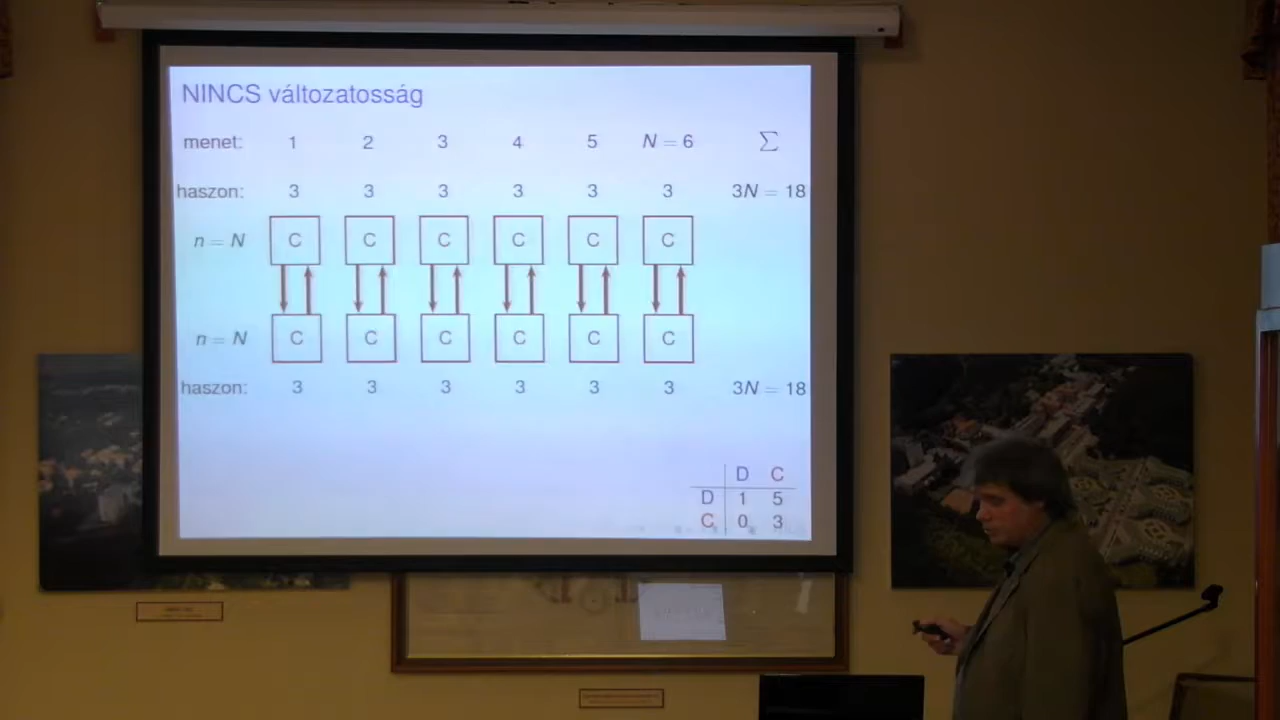 NINCS változatosság
menet: 1 2 3 4 5 N = 6 ∑
haszon: 3 3 3 3 3 3 3N = 18
n = N C C C C C C
n = N C C C C C C
haszon: 3 3 3 3 3 3 3N = 18
D C
D 1 5
C 0 3